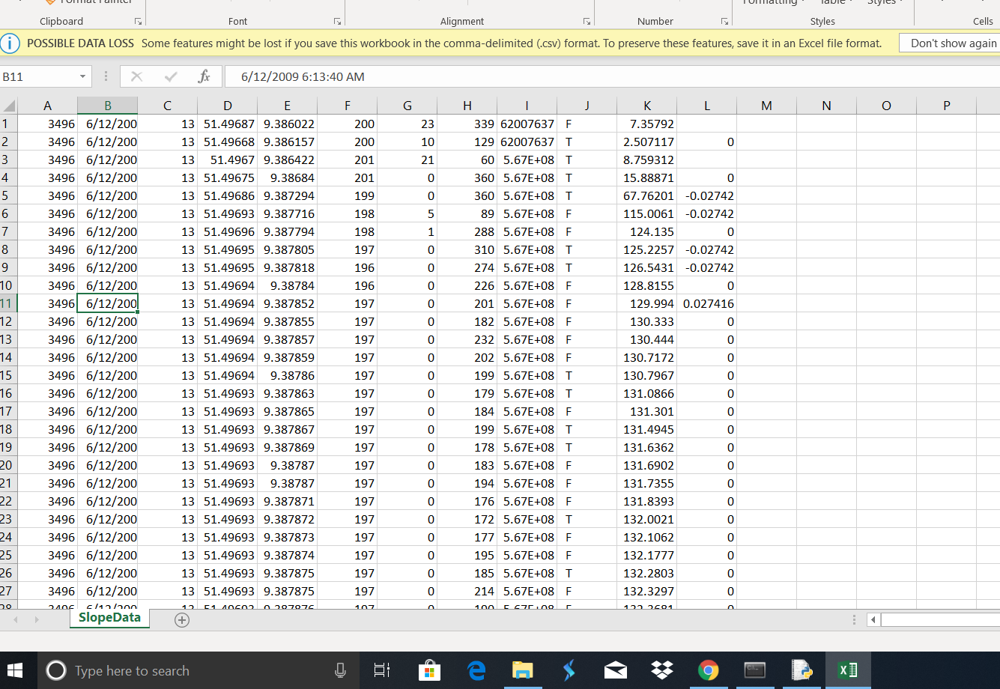 Format Painter Formatting Table Styles
Clipboard Font Alignment Number Styles Cells
POSSIBLE DATA LOSS Some features might be lost if you save this workbook in the comma-delimited (.csv) format. To preserve these features, save it in an Excel file format. Don't show again
B11 fx 6/12/2009 6:13:40 AM
A B C D E F G H I J K L M N O P
1 3496 6/12/200 13 51.49687 9.386022 200 23 339 62007637 F 7.35792
2 3496 6/12/200 13 51.49668 9.386157 200 10 129 62007637 T 2.507117 0
3 3496 6/12/200 13 51.4967 9.386422 201 21 60 5.67E+08 T 8.759312
4 3496 6/12/200 13 51.49675 9.38684 201 0 360 5.67E+08 T 15.88871 0
5 3496 6/12/200 13 51.49686 9.387294 199 0 360 5.67E+08 T 67.76201 -0.02742
6 3496 6/12/200 13 51.49693 9.387716 198 5 89 5.67E+08 F 115.0061 -0.02742
7 3496 6/12/200 13 51.49696 9.387794 198 1 288 5.67E+08 F 124.135 0
8 3496 6/12/200 13 51.49695 9.387805 197 0 310 5.67E+08 T 125.2257 -0.02742
9 3496 6/12/200 13 51.49695 9.387818 196 0 274 5.67E+08 T 126.5431 -0.02742
10 3496 6/12/200 13 51.49694 9.38784 196 0 226 5.67E+08 F 128.8155 0
11 3496 6/12/200 13 51.49694 9.387852 197 0 201 5.67E+08 F 129.994 0.027416
12 3496 6/12/200 13 51.49694 9.387855 197 0 182 5.67E+08 F 130.333 0
13 3496 6/12/200 13 51.49694 9.387857 197 0 232 5.67E+08 F 130.444 0
14 3496 6/12/200 13 51.49694 9.387859 197 0 202 5.67E+08 F 130.7172 0
15 3496 6/12/200 13 51.49694 9.38786 197 0 199 5.67E+08 T 130.7967 0
16 3496 6/12/200 13 51.49693 9.387863 197 0 179 5.67E+08 T 131.0866 0
17 3496 6/12/200 13 51.49693 9.387865 197 0 184 5.67E+08 F 131.301 0
18 3496 6/12/200 13 51.49693 9.387867 197 0 199 5.67E+08 T 131.4945 0
19 3496 6/12/200 13 51.49693 9.387869 197 0 178 5.67E+08 T 131.6362 0
20 3496 6/12/200 13 51.49693 9.38787 197 0 183 5.67E+08 F 131.6902 0
21 3496 6/12/200 13 51.49693 9.38787 197 0 194 5.67E+08 F 131.7355 0
22 3496 6/12/200 13 51.49693 9.387871 197 0 176 5.67E+08 F 131.8393 0
23 3496 6/12/200 13 51.49693 9.387872 197 0 172 5.67E+08 T 132.0021 0
24 3496 6/12/200 13 51.49693 9.387873 197 0 177 5.67E+08 F 132.1062 0
25 3496 6/12/200 13 51.49693 9.387874 197 0 195 5.67E+08 F 132.1777 0
26 3496 6/12/200 13 51.49693 9.387875 197 0 185 5.67E+08 T 132.2803 0
27 3496 6/12/200 13 51.49693 9.387875 197 0 214 5.67E+08 F 132.3297 0
SlopeData
Type here to search